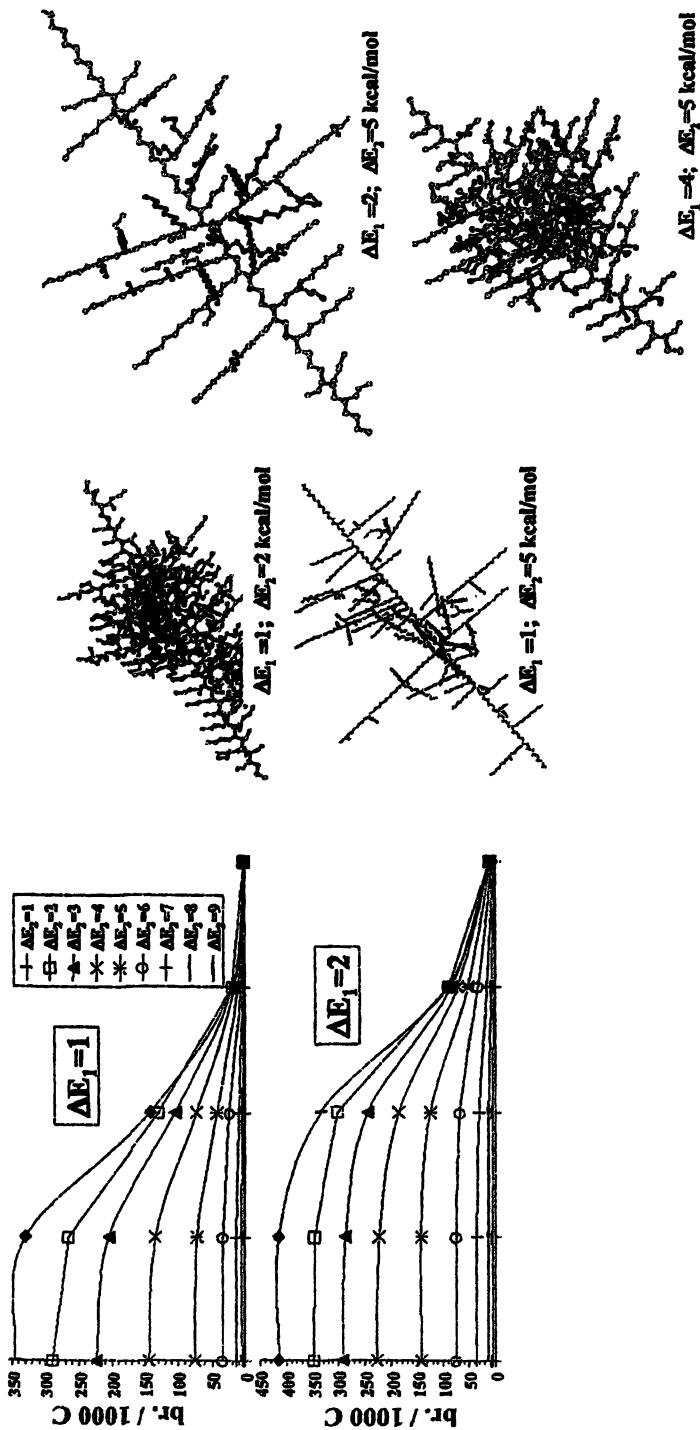 br. / 1000 C
350
300
250
200
150
100
50
0
ΔE₁=1
ΔE₂=1
ΔE₂=2
ΔE₂=3
ΔE₂=4
ΔE₂=5
ΔE₂=6
ΔE₂=7
ΔE₂=8
ΔE₂=9
br. / 1000 C
450
400
350
300
250
200
150
100
50
0
ΔE₁=2
ΔE₁ =1; ΔE₂=2 kcal/mol
ΔE₁ =1; ΔE₂=5 kcal/mol
ΔE₁ =2; ΔE₂=5 kcal/mol
ΔE₁ =4; ΔE₂=5 kcal/mol